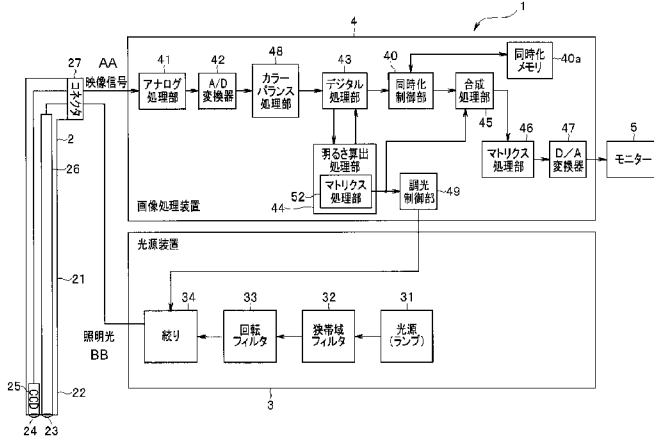 1
4
27
AA
映像信号
コネクタ
41
アナログ
処理部
42
A/D
変換器
48
カラー
バランス
処理部
43
デジタル
処理部
40
同時化
制御部
同時化
メモリ
40a
合成
処理部
45
46
マトリクス
処理部
47
D/A
変換器
5
モニター
明るさ算出
処理部
52
マトリクス
処理部
44
調光
制御部
49
画像処理装置
2
26
21
光源装置
34
絞り
33
回転
フィルタ
32
狭帯域
フィルタ
31
光源
(ランプ)
照明光
BB
3
25
CCD
22
24
23